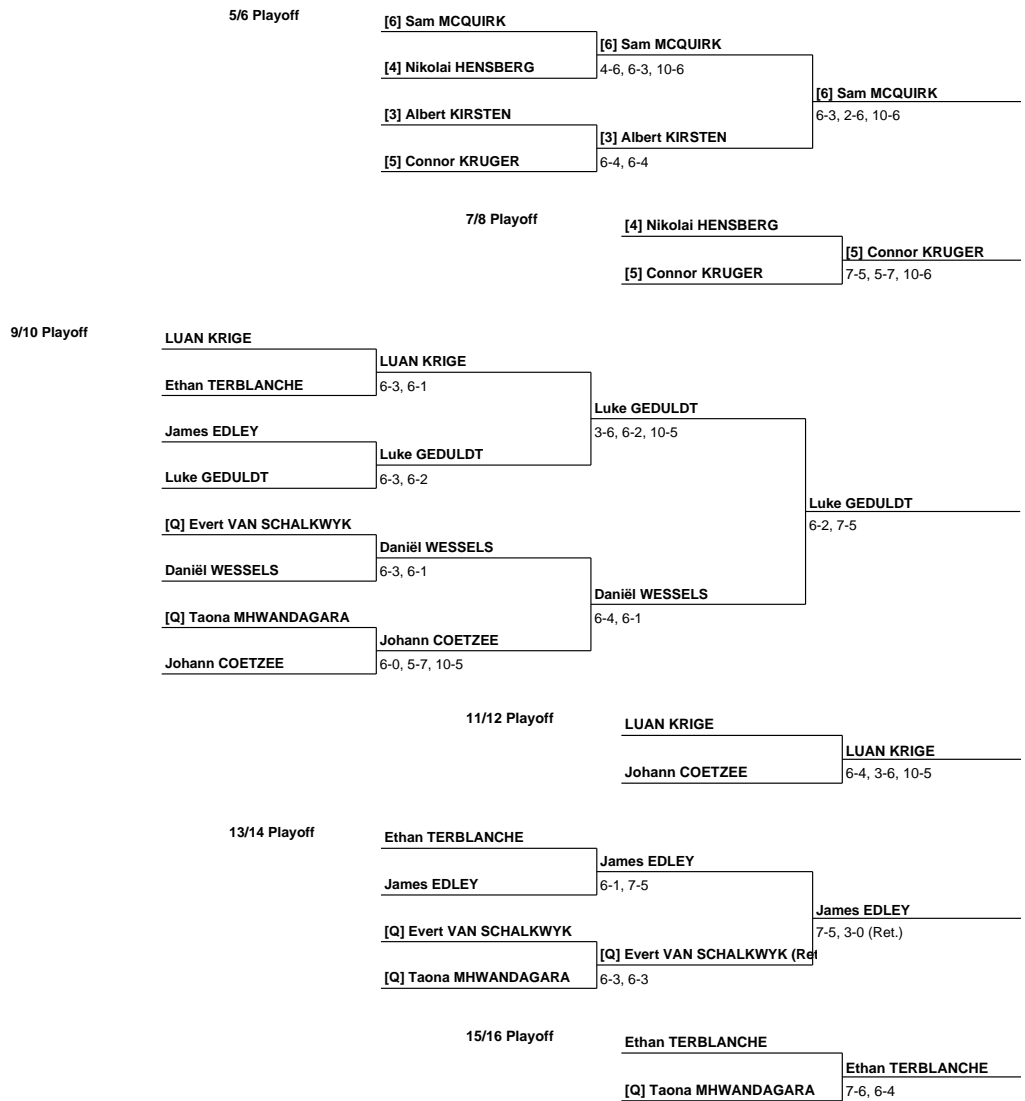 5/6 Playoff
[6] Sam MCQUIRK
[6] Sam MCQUIRK
[4] Nikolai HENSBERG
4-6, 6-3, 10-6
[6] Sam MCQUIRK
6-3, 2-6, 10-6
[3] Albert KIRSTEN
[3] Albert KIRSTEN
[5] Connor KRUGER
6-4, 6-4
7/8 Playoff
[4] Nikolai HENSBERG
[5] Connor KRUGER
[5] Connor KRUGER
7-5, 5-7, 10-6
9/10 Playoff
LUAN KRIGE
LUAN KRIGE
Ethan TERBLANCHE
6-3, 6-1
Luke GEDULDT
3-6, 6-2, 10-5
James EDLEY
Luke GEDULDT
Luke GEDULDT
6-3, 6-2
Luke GEDULDT
6-2, 7-5
[Q] Evert VAN SCHALKWYK
Daniël WESSELS
Daniël WESSELS
6-3, 6-1
Daniël WESSELS
6-4, 6-1
[Q] Taona MHWANDAGARA
Johann COETZEE
Johann COETZEE
6-0, 5-7, 10-5
11/12 Playoff
LUAN KRIGE
LUAN KRIGE
Johann COETZEE
6-4, 3-6, 10-5
13/14 Playoff
Ethan TERBLANCHE
James EDLEY
James EDLEY
6-1, 7-5
James EDLEY
7-5, 3-0 (Ret.)
[Q] Evert VAN SCHALKWYK
[Q] Evert VAN SCHALKWYK (Ret
[Q] Taona MHWANDAGARA
6-3, 6-3
15/16 Playoff
Ethan TERBLANCHE
Ethan TERBLANCHE
[Q] Taona MHWANDAGARA
7-6, 6-4